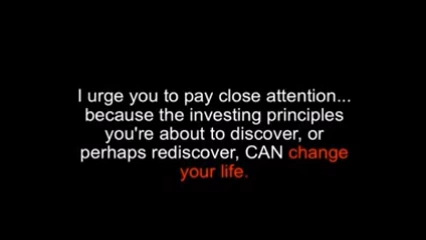 I urge you to pay close attention...
because the investing principles
you're about to discover, or
perhaps rediscover, CAN change
your life.